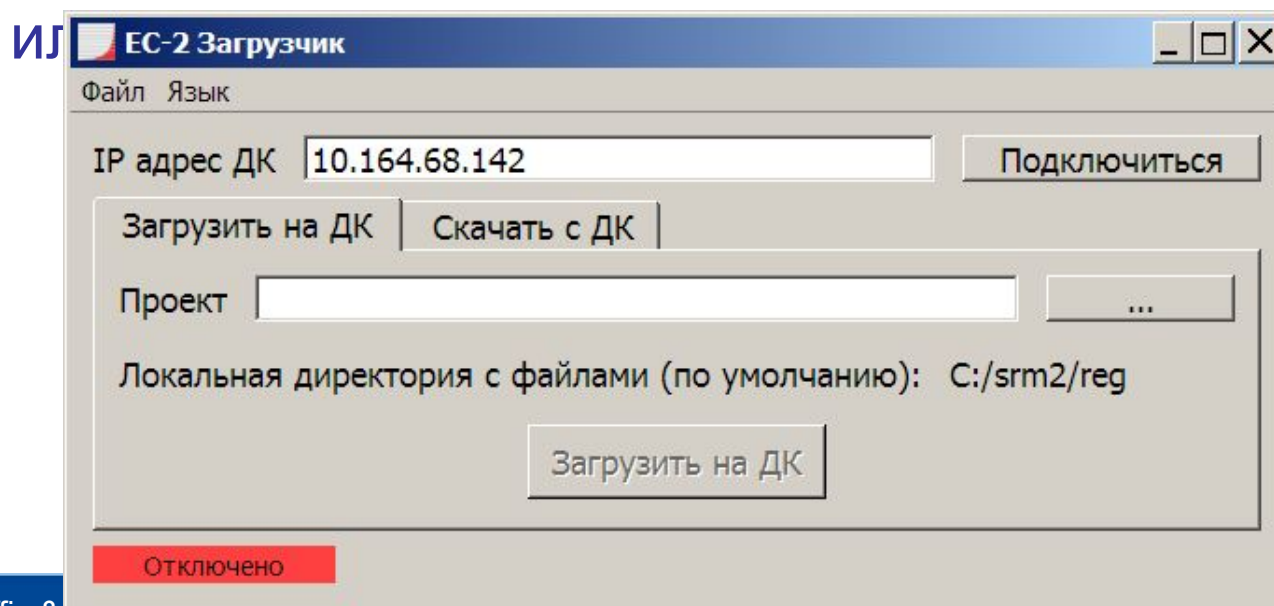 ЕС-2 Загрузчик
Файл Язык
IP адрес ДК 10.164.68.142 Подключиться
Загрузить на ДК Скачать с ДК
Проект ...
Локальная директория с файлами (по умолчанию): C:/srm2/reg
Загрузить на ДК
Отключено